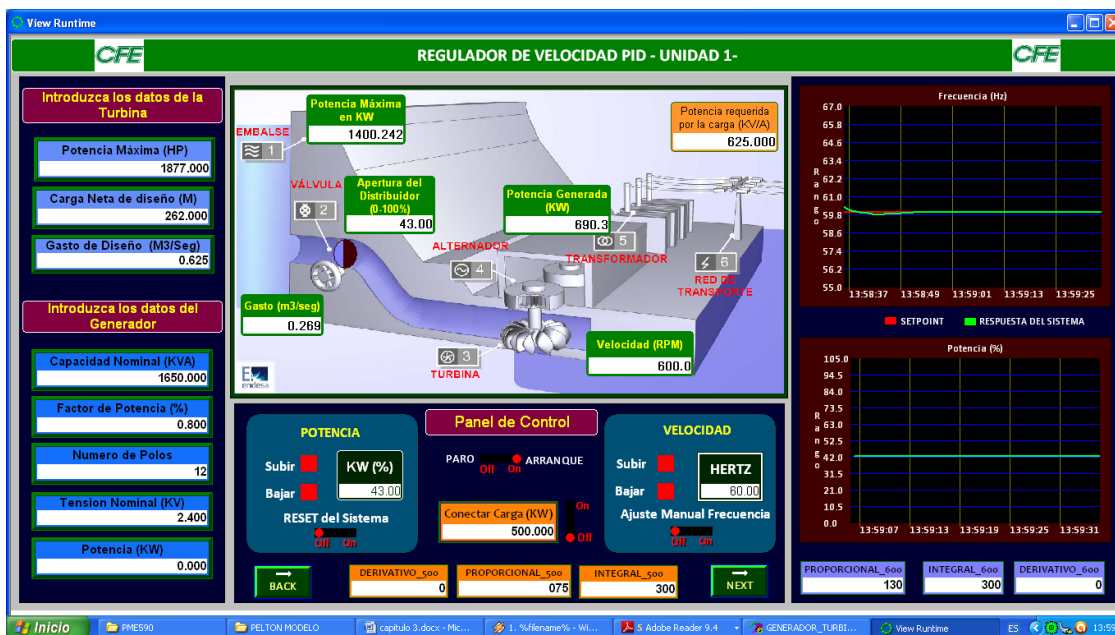 View Runtime
CFE
REGULADOR DE VELOCIDAD PID - UNIDAD 1-
CFE
Introduzca los datos de la
Turbina
Potencia Máxima (HP)
1877.000
Carga Neta de diseño (M)
262.000
Gasto de Diseño (M3/Seg)
0.625
Introduzca los datos del
Generador
Capacidad Nominal (KVA)
1650.000
Factor de Potencia (%)
0.800
Numero de Polos
12
Tension Nominal (KV)
2.400
Potencia (KW)
0.000
Potencia Máxima
en KW
1400.242
Potencia requerida
por la carga (KV/A)
625.000
EMBALSE
1
VÁLVULA
2
Apertura del
Distribuidor
(0-100%)
43.00
Potencia Generada
(KW)
690.3
ALTERNADOR
4
5
TRANSFORMADOR
6
RED DE
TRANSPORTE
Gasto (m3/seg)
0.269
3
TURBINA
Velocidad (RPM)
600.0
endesa
POTENCIA
Subir
Bajar
KW (%)
43.00
RESET del Sistema
Off On
Panel de Control
PARO
Off On
ARRANQUE
Conectar Carga (KW)
500.000
On
Off
VELOCIDAD
Subir
Bajar
HERTZ
60.00
Ajuste Manual Frecuencia
Off On
BACK
DERIVATIVO_500
0
PROPORCIONAL_500
075
INTEGRAL_500
300
NEXT
Frecuencia (Hz)
Rango
67.0
65.8
64.6
63.4
62.2
61.0
59.8
58.6
57.4
56.2
55.0
13:58:37 13:58:49 13:59:01 13:59:13 13:59:25
SETPOINT RESPUESTA DEL SISTEMA
Potencia (%)
Rango
105.0
94.5
84.0
73.5
63.0
52.5
42.0
31.5
21.0
10.5
0.0
13:59:07 13:59:13 13:59:19 13:59:25 13:59:31
PROPORCIONAL_600
130
INTEGRAL_600
300
DERIVATIVO_600
0
Inicio
PME590
PELTON MODELO
capitulo 3.docx - Mic...
1. %filename% - Wi...
5 Adobe Reader 9.4
GENERADOR_TURBI...
View Runtime
ES
13:59